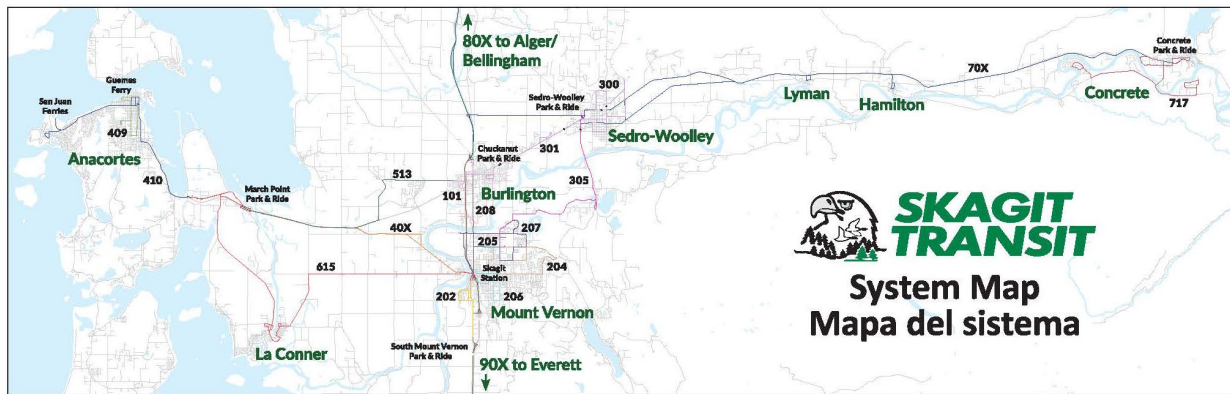 80X to Alger/
Bellingham
Concrete
Park & Ride
70X
300
Guemes
Ferry
San Juan
Ferries
Sedro-Woolley
Park & Ride
Lyman
Hamilton
Concrete
717
409
Sedro-Woolley
Anacortes
301
Chuckanut
Park & Ride
410
513
305
March Point
Park & Ride
101
Burlington
208
40X
207
205
SKAGIT
TRANSIT
615
Skagit
Station
204
202
206
System Map
Mount Vernon
Mapa del sistema
La Conner
South Mount Vernon
Park & Ride
90X to Everett